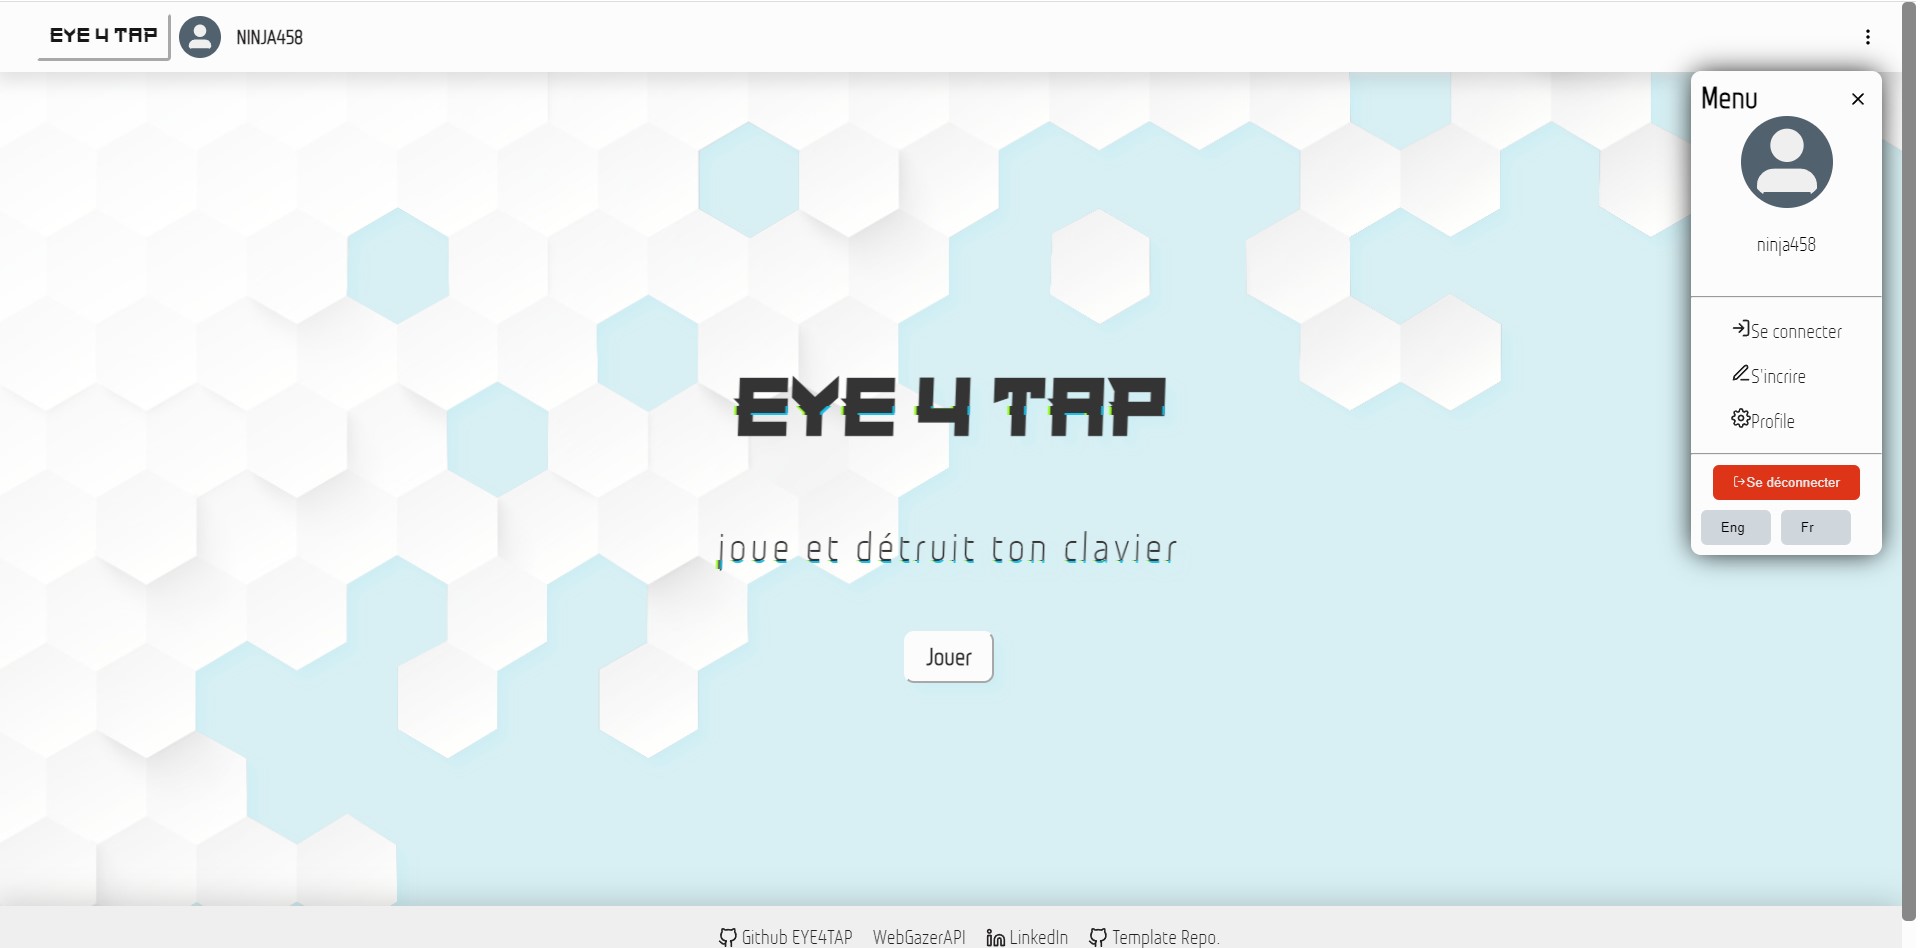 EYE 4 TAP NINJA458
Menu
ninja458
Se connecter
S'incrire
Profile
Se déconnecter
Eng Fr
EYE 4 TAP
joue et détruit ton clavier
Jouer
Github EYE4TAP WebGazerAPI LinkedIn Template Repo.